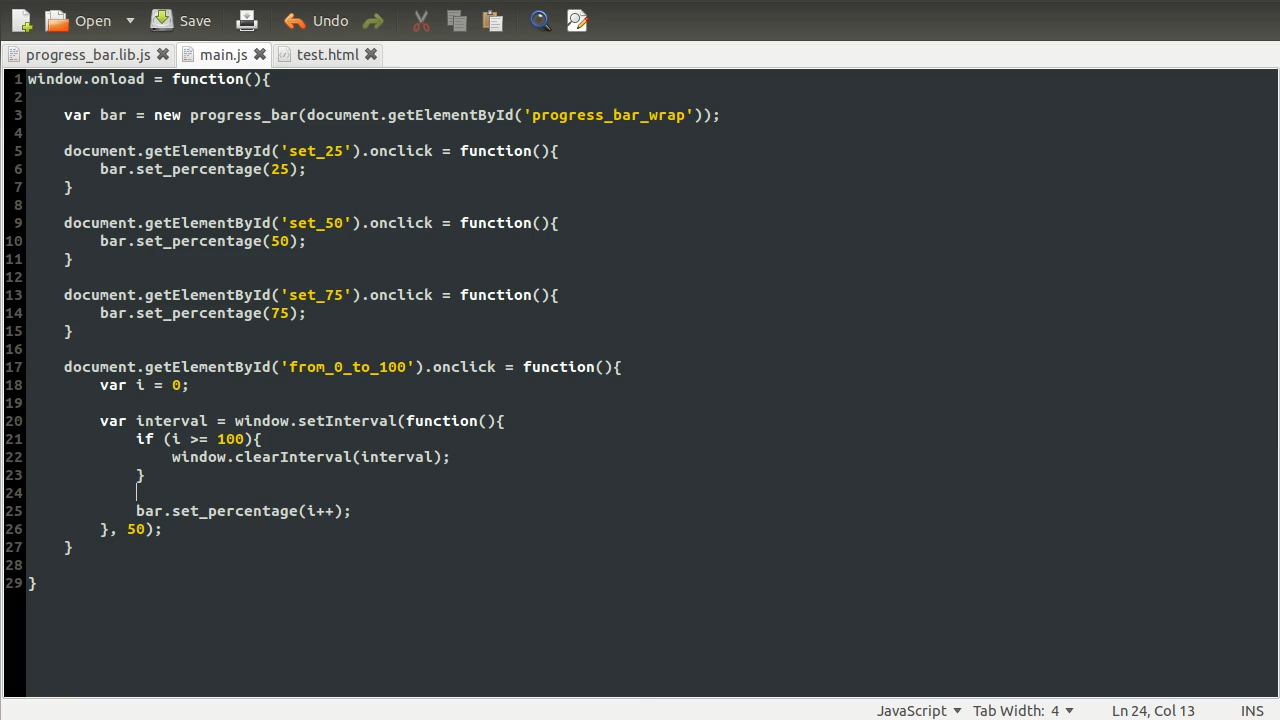 Open Save Undo
progress_bar.lib.js main.js test.html
1 window.onload = function(){
2
3 var bar = new progress_bar(document.getElementById('progress_bar_wrap'));
4
5 document.getElementById('set_25').onclick = function(){
6 bar.set_percentage(25);
7 }
8
9 document.getElementById('set_50').onclick = function(){
10 bar.set_percentage(50);
11 }
12
13 document.getElementById('set_75').onclick = function(){
14 bar.set_percentage(75);
15 }
16
17 document.getElementById('from_0_to_100').onclick = function(){
18 var i = 0;
19
20 var interval = window.setInterval(function(){
21 if (i >= 100){
22 window.clearInterval(interval);
23 }
24
25 bar.set_percentage(i++);
26 }, 50);
27 }
28
29 }
JavaScript Tab Width: 4 Ln 24, Col 13 INS